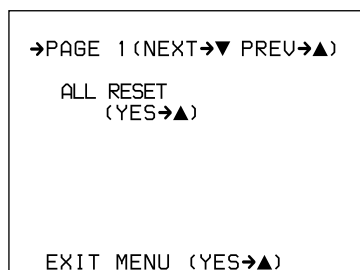 ➔PAGE 1(NEXT➔▼ PREV➔▲)
ALL RESET
(YES➔▲)
EXIT MENU (YES➔▲)